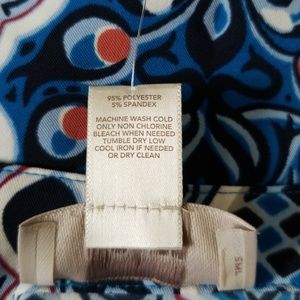 95% POLYESTER
5% SPANDEX
MACHINE WASH COLD
ONLY NON CHLORINE
BLEACH WHEN NEEDED
TUMBLE DRY LOW
COOL IRON IF NEEDED
OR DRY CLEAN